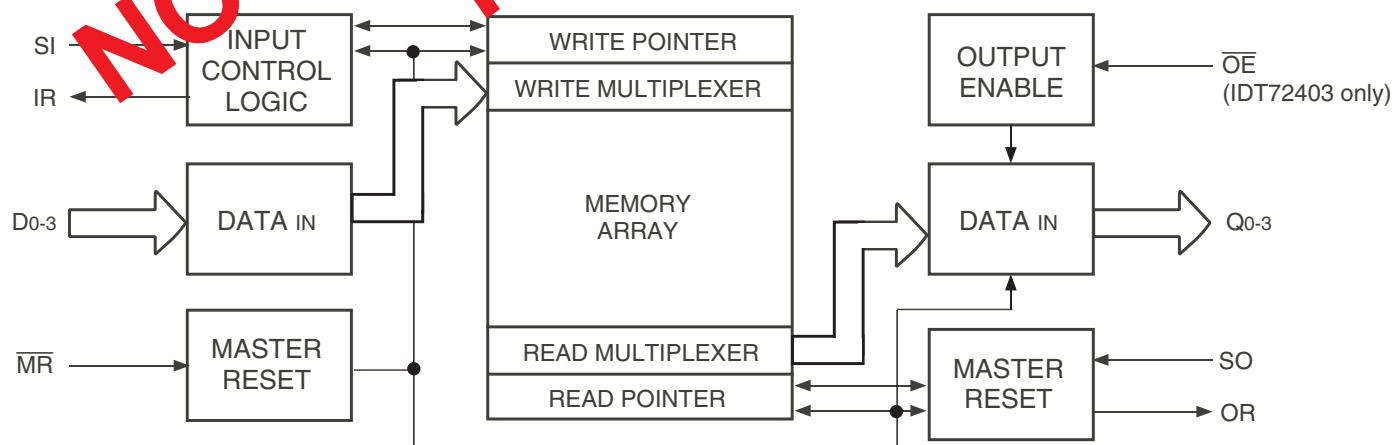 NO
SI
IR
INPUT
CONTROL
LOGIC
WRITE POINTER
WRITE MULTIPLEXER
OUTPUT
ENABLE
OE
(IDT72403 only)
D0-3
DATA IN
MEMORY
ARRAY
DATA IN
Q0-3
MR
MASTER
RESET
READ MULTIPLEXER
READ POINTER
MASTER
RESET
SO
OR